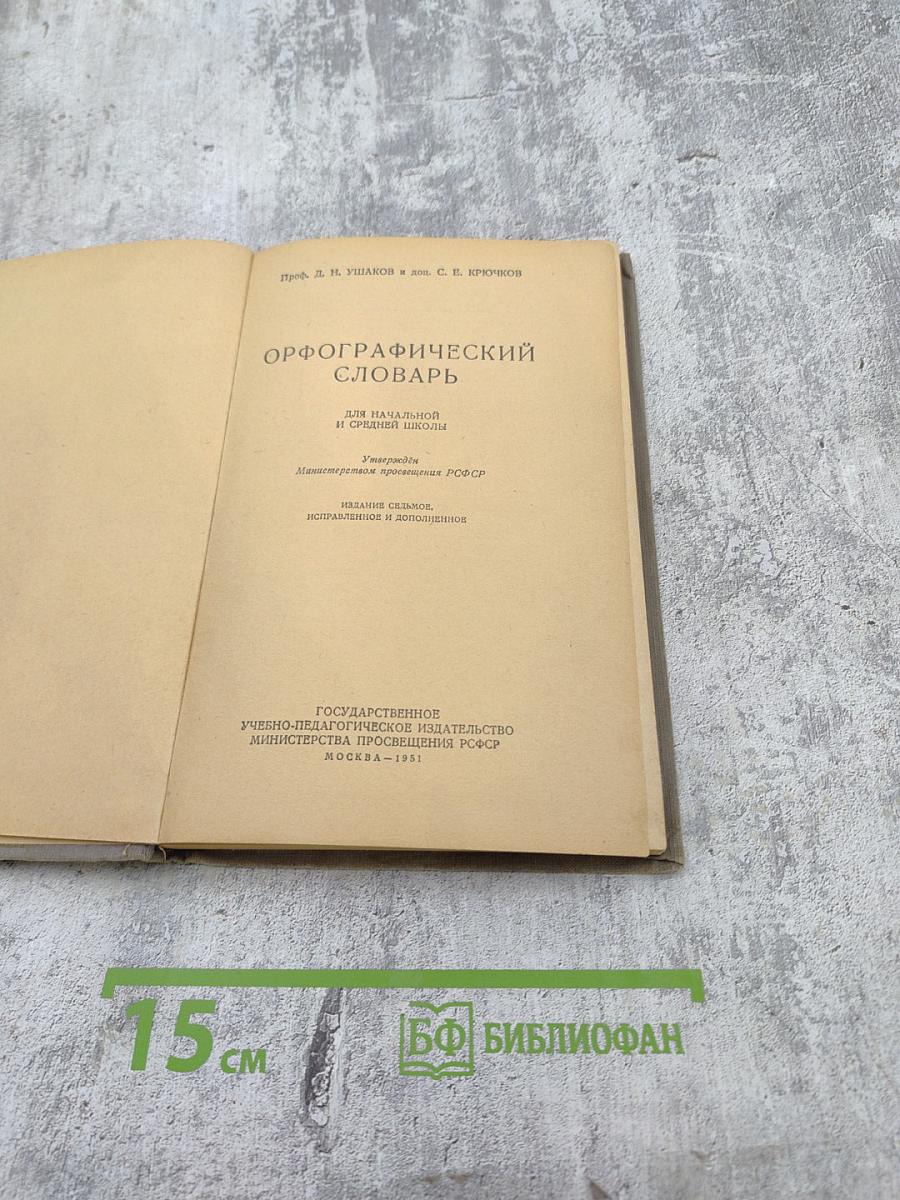 Проф. Д. Н. УШАКОВ и доц. С. Е. КРЮЧКОВ
ОРФОГРАФИЧЕСКИЙ
СЛОВАРЬ
ДЛЯ НАЧАЛЬНОЙ
И СРЕДНЕЙ ШКОЛЫ
Утверждён
Министерством просвещения РСФСР
ИЗДАНИЕ СЕДЬМОЕ,
ИСПРАВЛЕННОЕ И ДОПОЛНЕННОЕ
ГОСУДАРСТВЕННОЕ
УЧЕБНО-ПЕДАГОГИЧЕСКОЕ ИЗДАТЕЛЬСТВО
МИНИСТЕРСТВА ПРОСВЕЩЕНИЯ РСФСР
МОСКВА — 1951
15 см
БФ БИБЛИОФАН